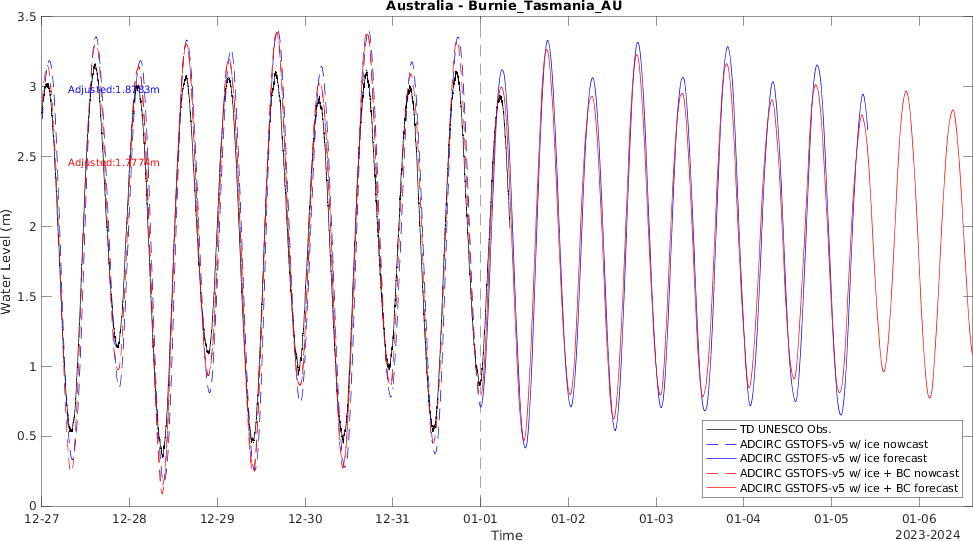 Australia - Burnie_Tasmania_AU
3.5
3
2.5
2
1.5
1
0.5
0
Water Level (m)
Adjusted:1.8783m
Adjusted:1.7774m
TD UNESCO Obs.
ADCIRC GSTOFS-v5 w/ ice nowcast
ADCIRC GSTOFS-v5 w/ ice forecast
ADCIRC GSTOFS-v5 w/ ice + BC nowcast
ADCIRC GSTOFS-v5 w/ ice + BC forecast
12-27 12-28 12-29 12-30 12-31 01-01 01-02 01-03 01-04 01-05 01-06
Time
2023-2024